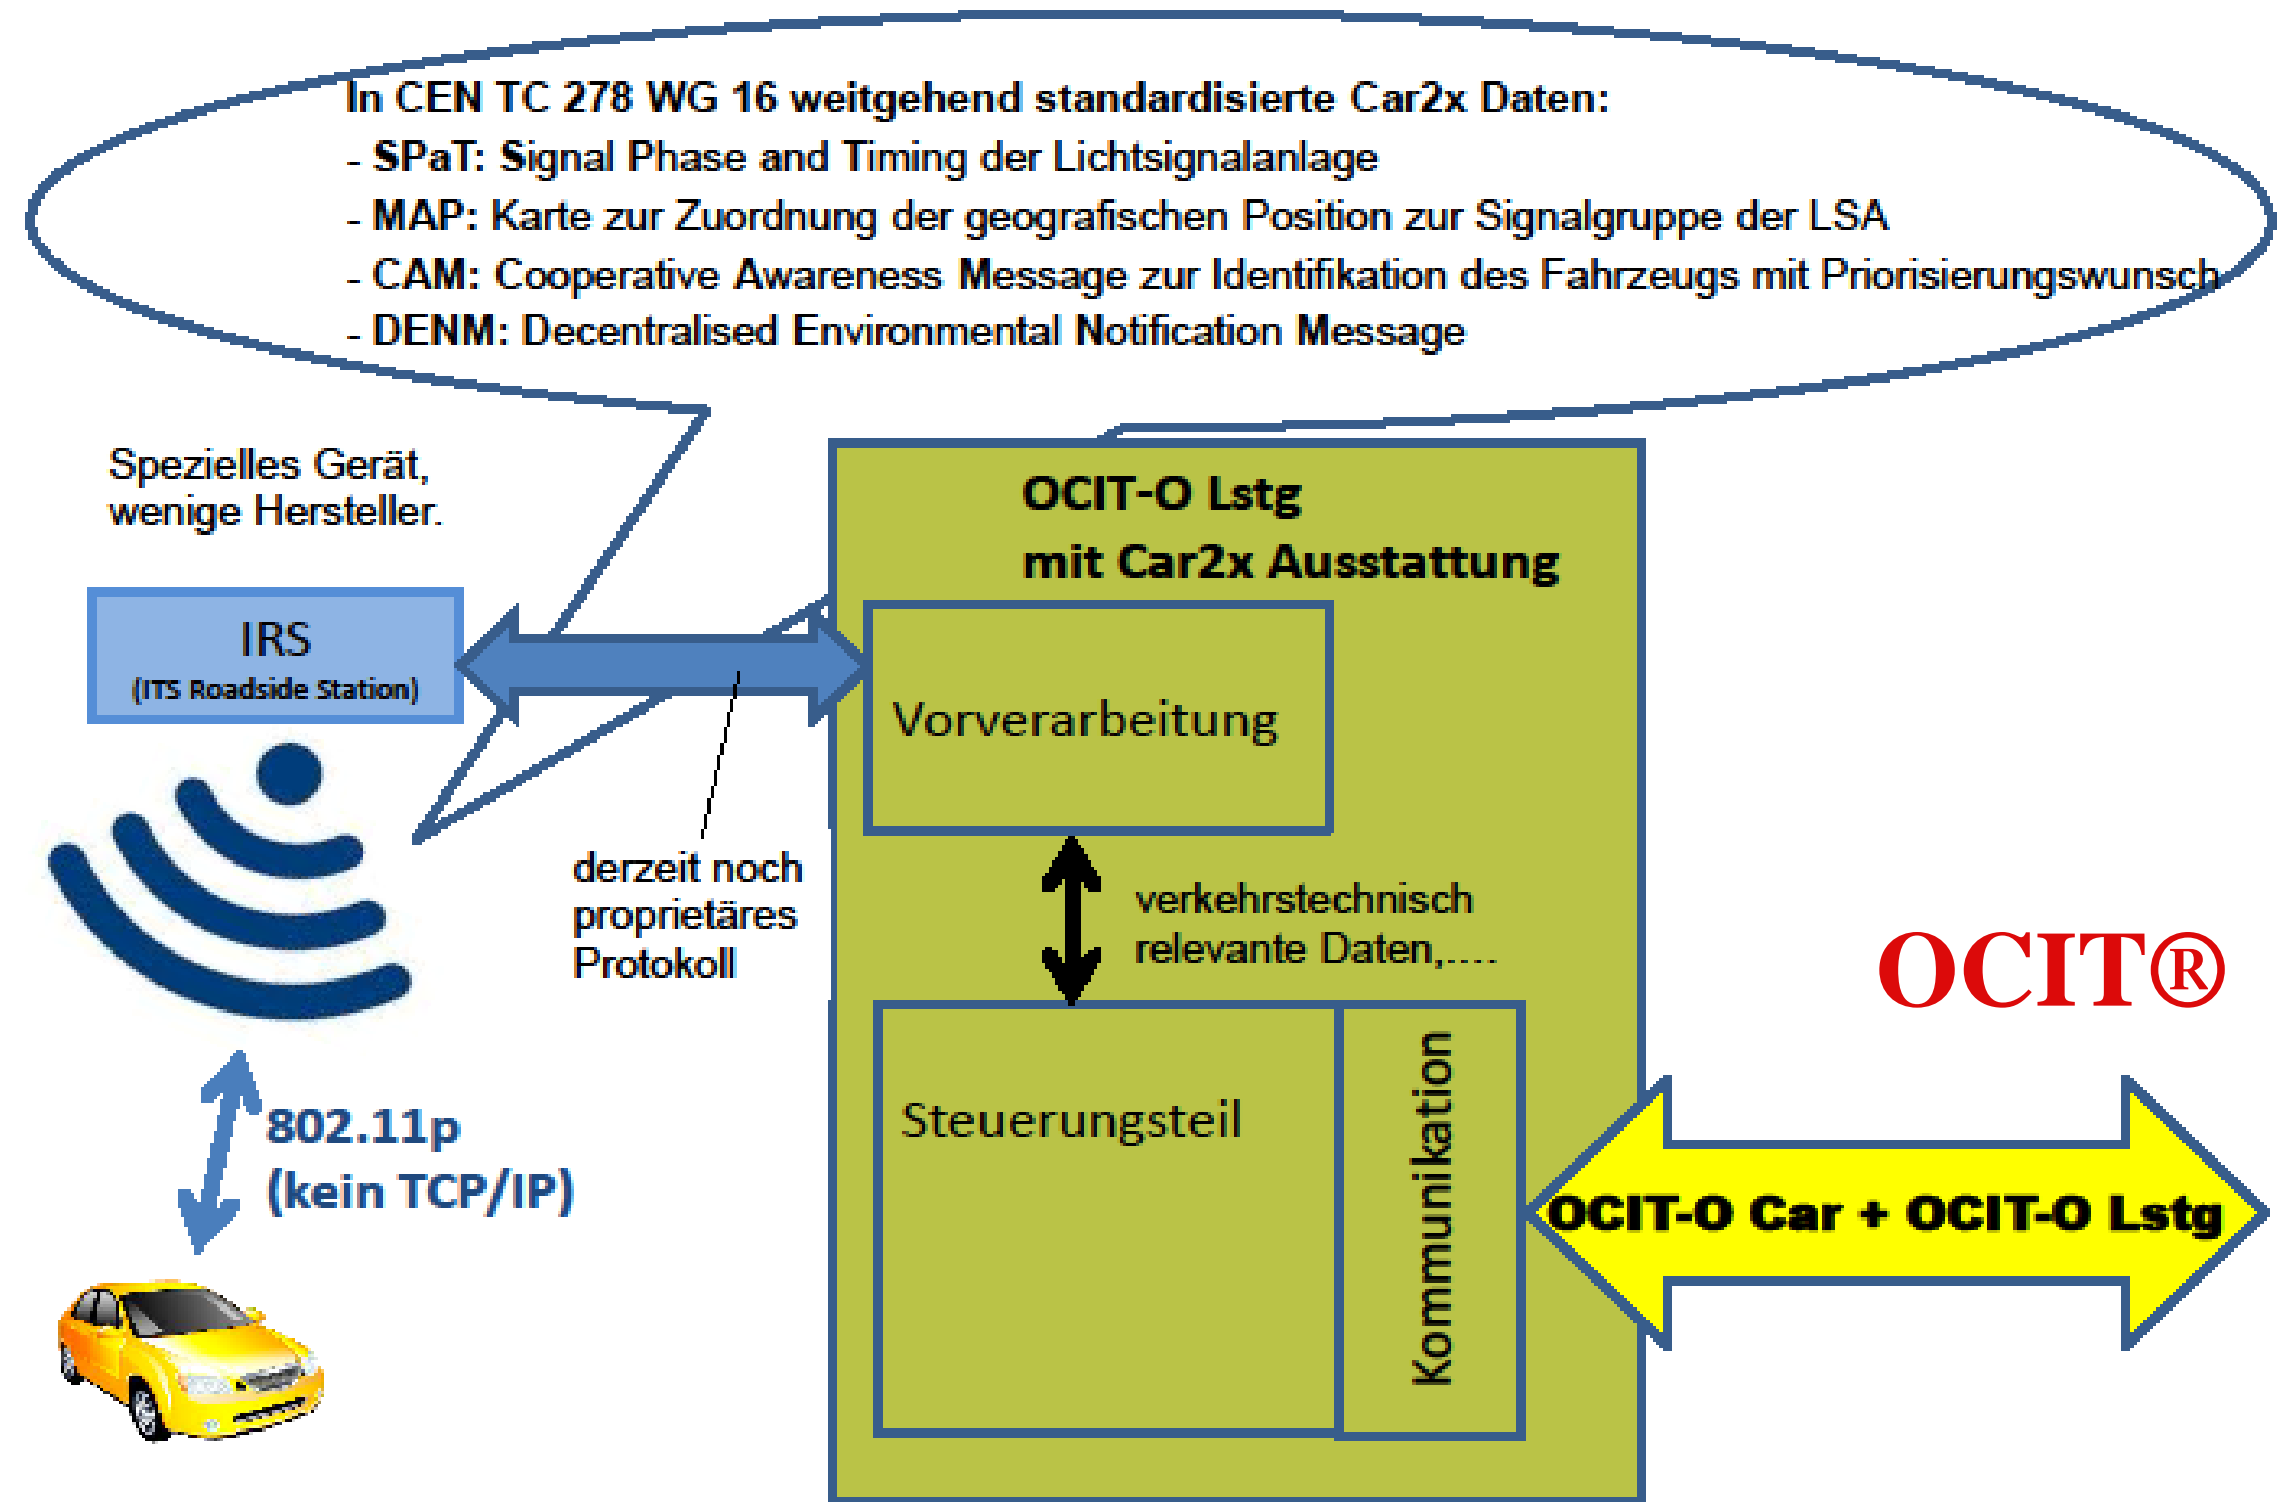 In CEN TC 278 WG 16 weitgehend standardisierte Car2x Daten:
- SPaT: Signal Phase and Timing der Lichtsignalanlage
- MAP: Karte zur Zuordnung der geografischen Position zur Signalgruppe der LSA
- CAM: Cooperative Awareness Message zur Identifikation des Fahrzeugs mit Priorisierungswunsch
- DENM: Decentralised Environmental Notification Message
Spezielles Gerät,
wenige Hersteller.
IRS
(ITS Roadside Station)
derzeit noch
proprietäres
Protokoll
802.11p
(kein TCP/IP)
OCIT-O Lstg
mit Car2x Ausstattung
Vorverarbeitung
verkehrstechnisch
relevante Daten,....
Steuerungsteil
Kommunikation
OCIT®
OCIT-O Car + OCIT-O Lstg